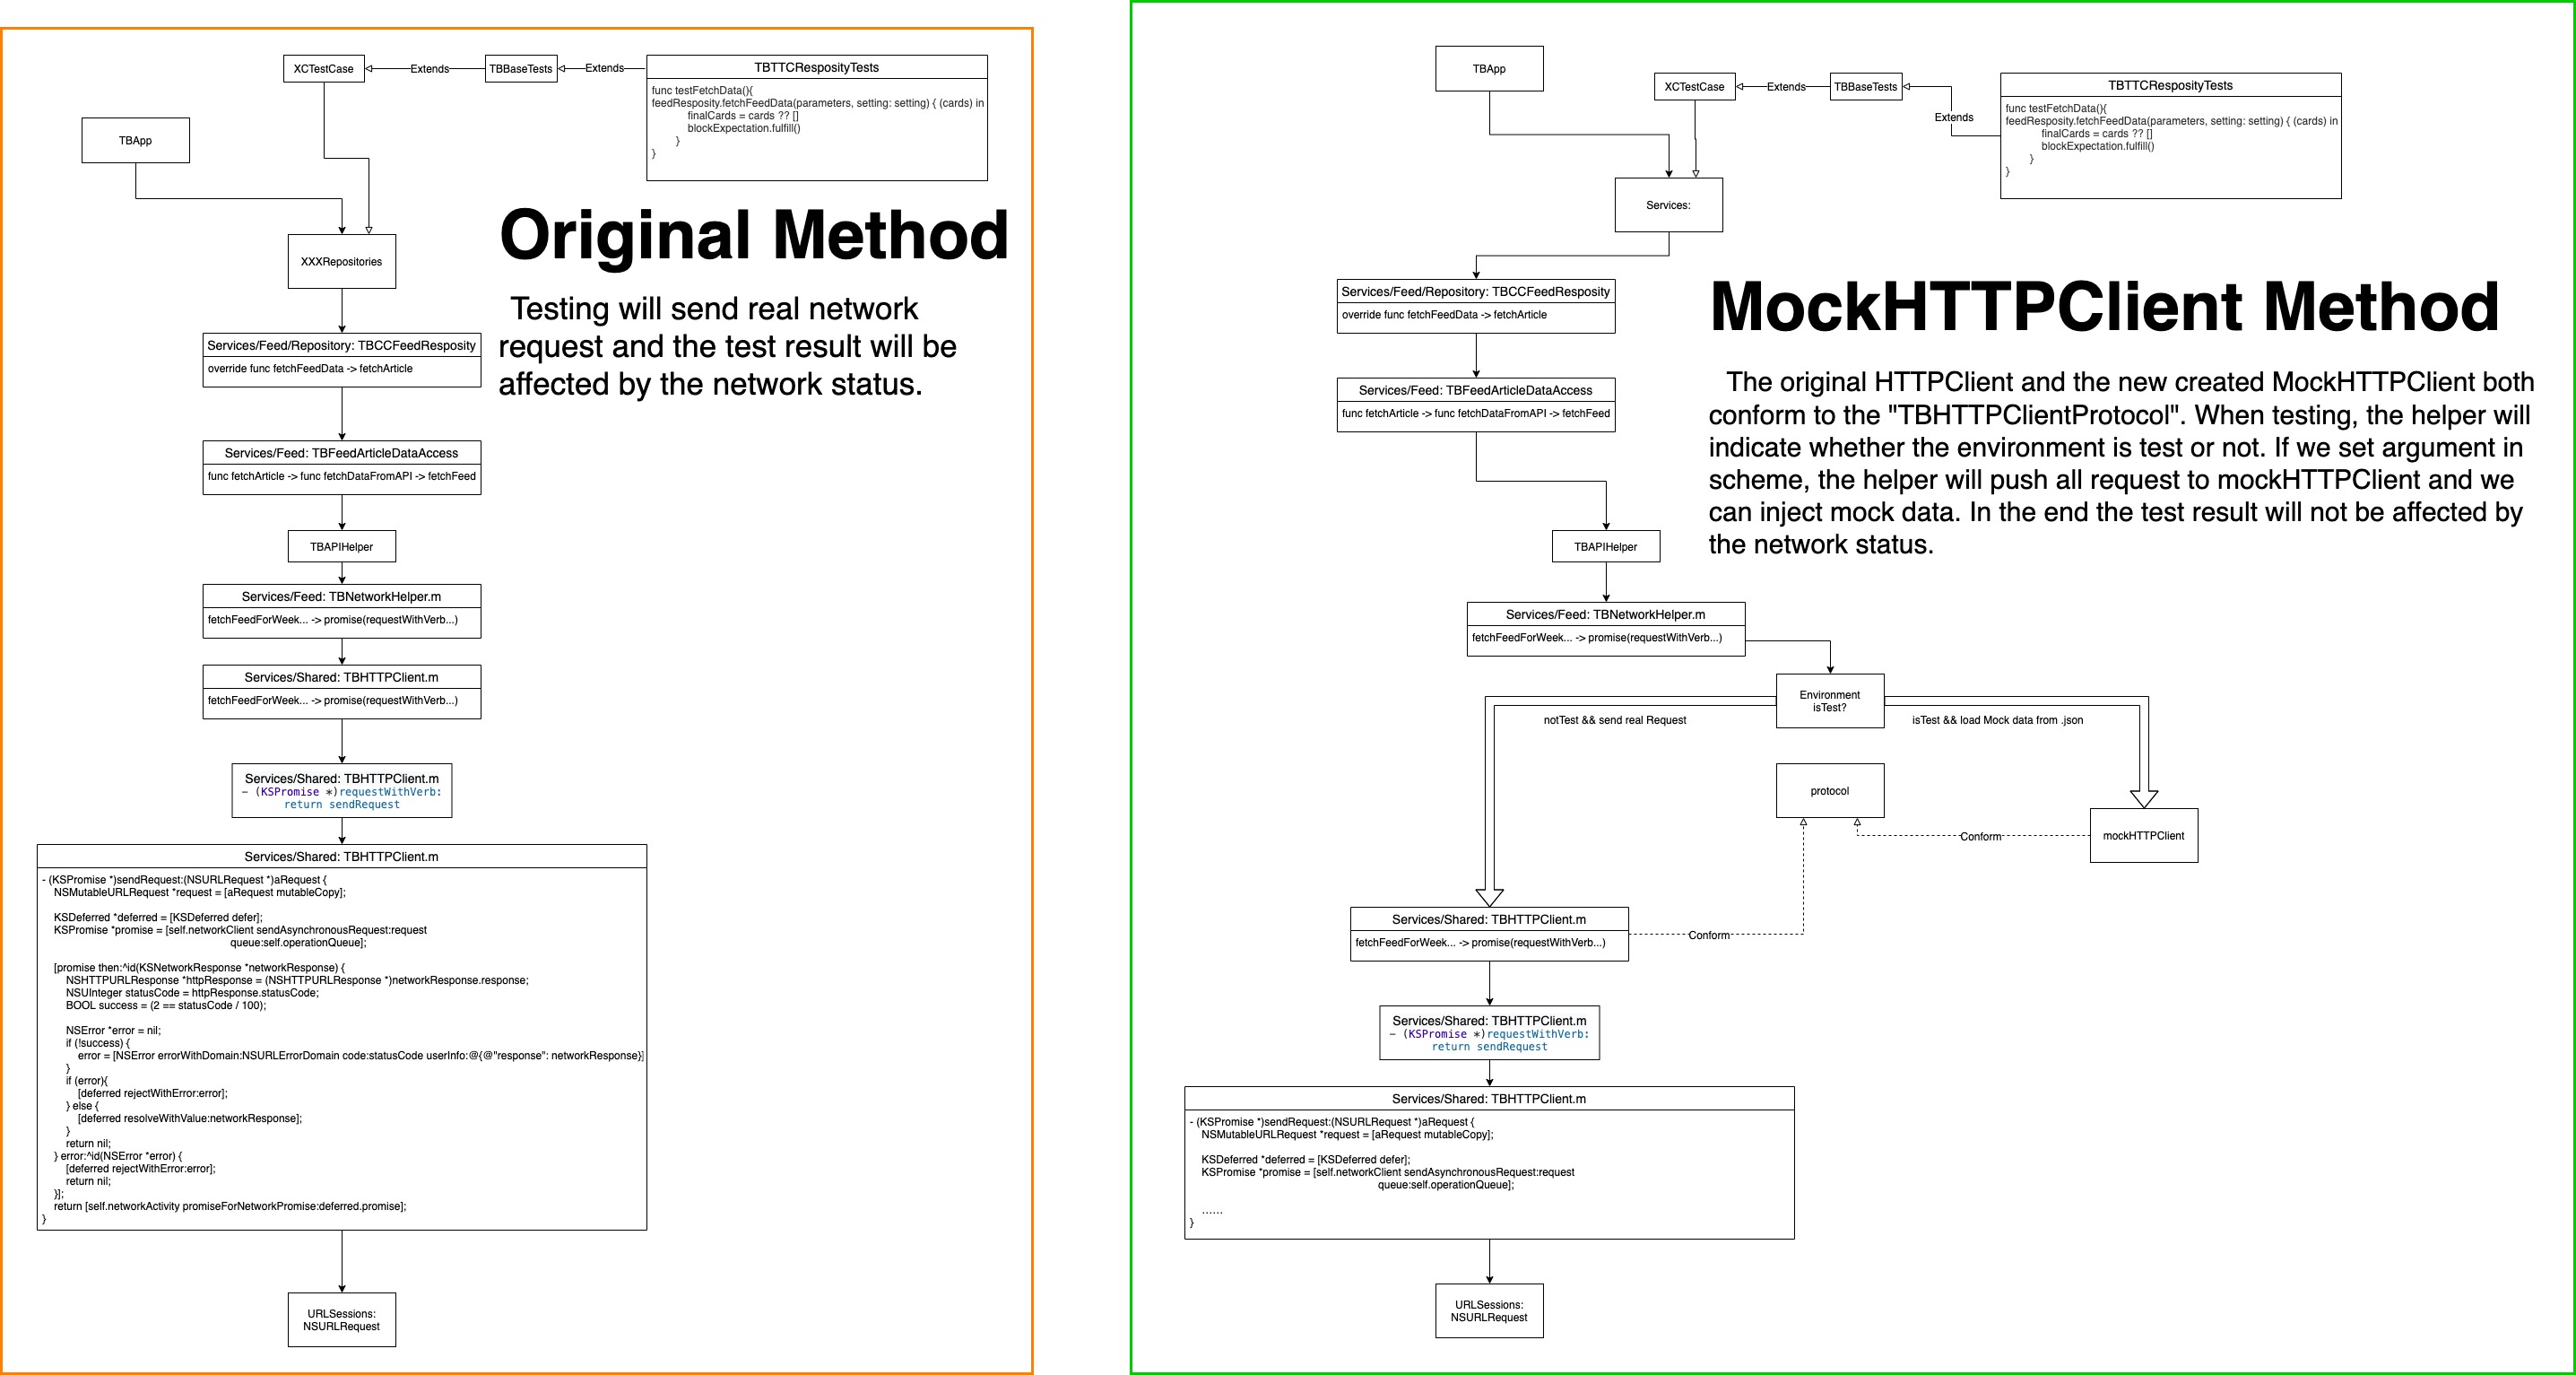 XCTestCase
Extends
TBBaseTests
Extends
TBTTCResposityTests
func testFetchData(){
feedResposity.fetchFeedData(parameters, setting: setting) { (cards) in
finalCards = cards ?? []
blockExpectation.fulfill()
}
}
TBApp
Original Method
Testing will send real network
request and the test result will be
affected by the network status.
XXXRepositories
Services/Feed/Repository: TBCCFeedResposity
override func fetchFeedData -> fetchArticle
Services/Feed: TBFeedArticleDataAccess
func fetchArticle -> func fetchDataFromAPI -> fetchFeed
TBAPIHelper
Services/Feed: TBNetworkHelper.m
fetchFeedForWeek... -> promise(requestWithVerb...)
Services/Shared: TBHTTPClient.m
fetchFeedForWeek... -> promise(requestWithVerb...)
Services/Shared: TBHTTPClient.m
- (KSPromise *)requestWithVerb:
return sendRequest
Services/Shared: TBHTTPClient.m
- (KSPromise *)sendRequest:(NSURLRequest *)aRequest {
NSMutableURLRequest *request = [aRequest mutableCopy];
KSDeferred *deferred = [KSDeferred defer];
KSPromise *promise = [self.networkClient sendAsynchronousRequest:request
queue:self.operationQueue];
[promise then:^id(KSNetworkResponse *networkResponse) {
NSHTTPURLResponse *httpResponse = (NSHTTPURLResponse *)networkResponse.response;
NSUInteger statusCode = httpResponse.statusCode;
BOOL success = (2 == statusCode / 100);
NSError *error = nil;
if (!success) {
error = [NSError errorWithDomain:NSURLErrorDomain code:statusCode userInfo:@{@"response": networkResponse}]
}
if (error){
[deferred rejectWithError:error];
} else {
[deferred resolveWithValue:networkResponse];
}
return nil;
} error:^id(NSError *error) {
[deferred rejectWithError:error];
return nil;
}];
return [self.networkActivity promiseForNetworkPromise:deferred.promise];
}
URLSessions:
NSURLRequest
TBApp
XCTestCase
Extends
TBBaseTests
Extends
TBTTCResposityTests
func testFetchData(){
feedResposity.fetchFeedData(parameters, setting: setting) { (cards) in
finalCards = cards ?? []
blockExpectation.fulfill()
}
}
Services:
MockHTTPClient Method
The original HTTPClient and the new created MockHTTPClient both
conform to the "TBHTTPClientProtocol". When testing, the helper will
indicate whether the environment is test or not. If we set argument in
scheme, the helper will push all request to mockHTTPClient and we
can inject mock data. In the end the test result will not be affected by
the network status.
Services/Feed/Repository: TBCCFeedResposity
override func fetchFeedData -> fetchArticle
Services/Feed: TBFeedArticleDataAccess
func fetchArticle -> func fetchDataFromAPI -> fetchFeed
TBAPIHelper
Services/Feed: TBNetworkHelper.m
fetchFeedForWeek... -> promise(requestWithVerb...)
Environment
isTest?
notTest && send real Request
isTest && load Mock data from .json
protocol
Conform
mockHTTPClient
Services/Shared: TBHTTPClient.m
fetchFeedForWeek... -> promise(requestWithVerb...)
Conform
Services/Shared: TBHTTPClient.m
- (KSPromise *)requestWithVerb:
return sendRequest
Services/Shared: TBHTTPClient.m
- (KSPromise *)sendRequest:(NSURLRequest *)aRequest {
NSMutableURLRequest *request = [aRequest mutableCopy];
KSDeferred *deferred = [KSDeferred defer];
KSPromise *promise = [self.networkClient sendAsynchronousRequest:request
queue:self.operationQueue];
......
}
URLSessions:
NSURLRequest